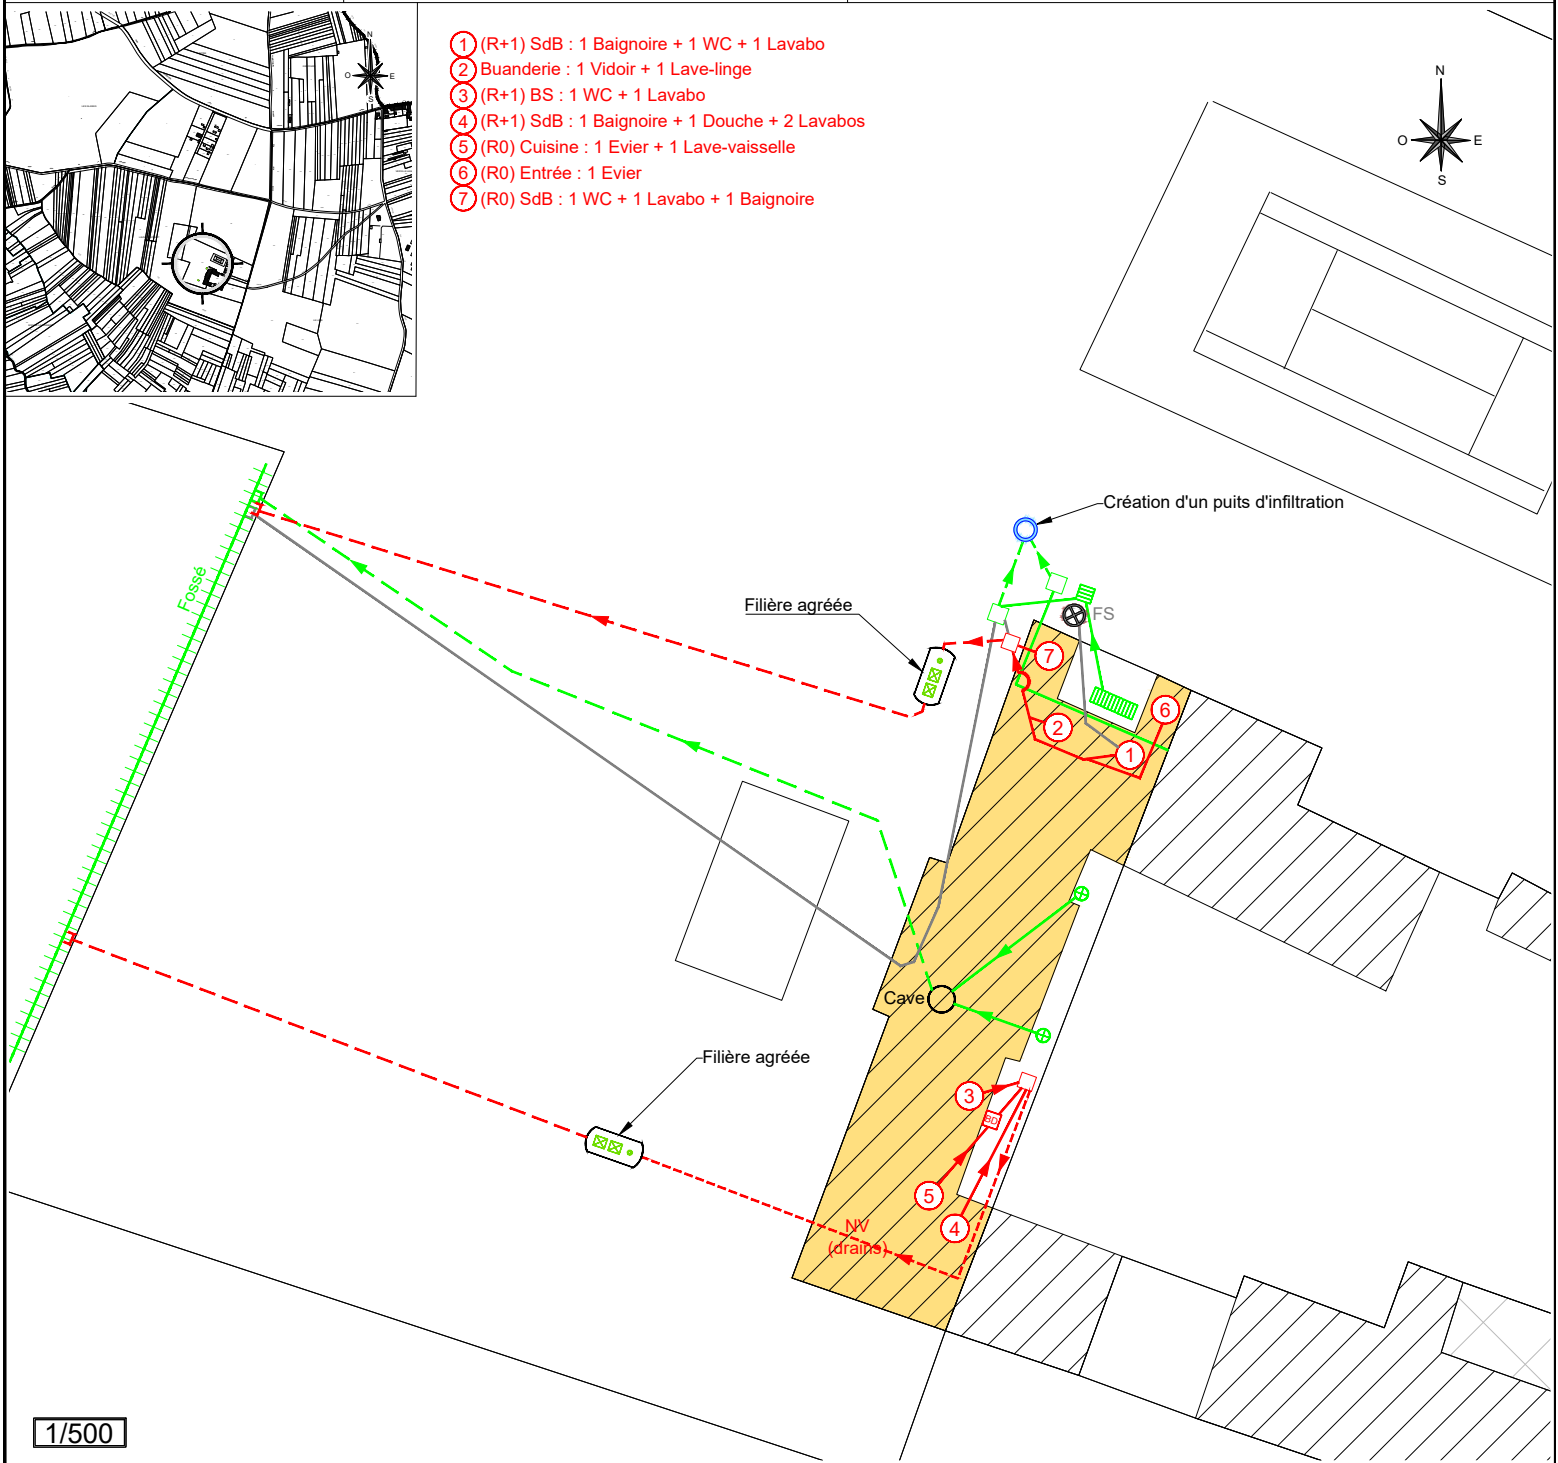 N
O
E
S
1 (R+1) SdB : 1 Baignoire + 1 WC + 1 Lavabo
2 Buanderie : 1 Vidoir + 1 Lave-linge
3 (R+1) BS : 1 WC + 1 Lavabo
4 (R+1) SdB : 1 Baignoire + 1 Douche + 2 Lavabos
5 (R0) Cuisine : 1 Evier + 1 Lave-vaisselle
6 (R0) Entrée : 1 Evier
7 (R0) SdB : 1 WC + 1 Lavabo + 1 Baignoire
N
O
E
S
Création d'un puits d'infiltration
Fossé
Filière agréée
FS
7
6
2
1
Cave
Filière agréée
3
BD
5
4
NV
(drains)
1/500